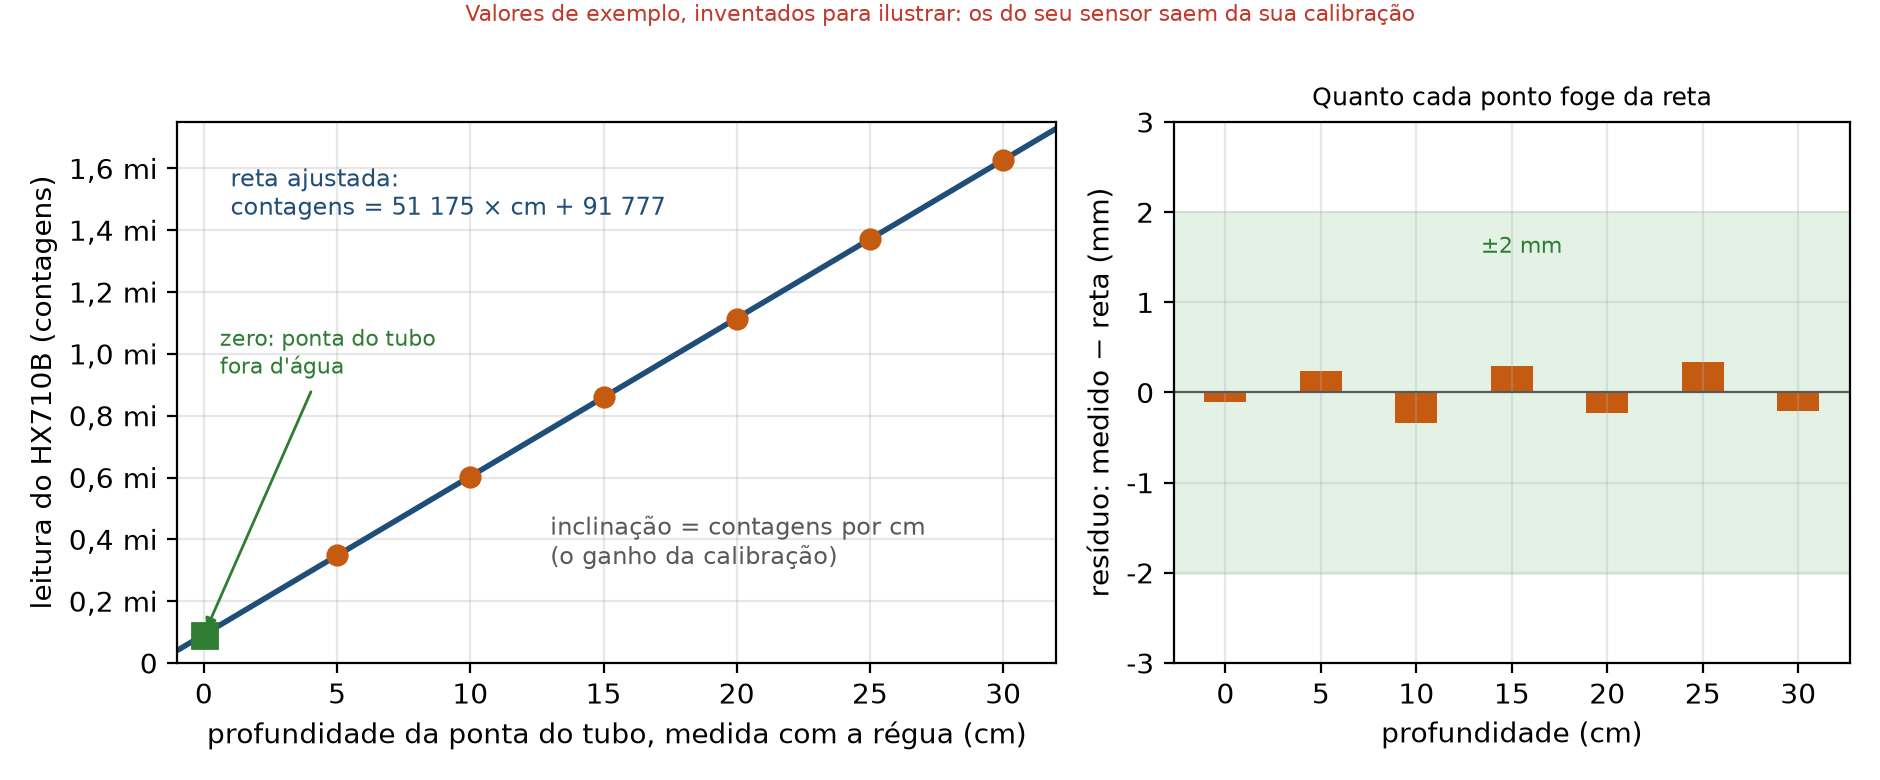 Valores de exemplo, inventados para ilustrar: os do seu sensor saem da sua calibração
leitura do HX710B (contagens)
1,6 mi
1,4 mi
1,2 mi
1,0 mi
0,8 mi
0,6 mi
0,4 mi
0,2 mi
0
reta ajustada:
contagens = 51 175 × cm + 91 777
zero: ponta do tubo
fora d'água
inclinação = contagens por cm
(o ganho da calibração)
0 5 10 15 20 25 30
profundidade da ponta do tubo, medida com a régua (cm)
Quanto cada ponto foge da reta
resíduo: medido − reta (mm)
3
2
1
0
-1
-2
-3
±2 mm
0 5 10 15 20 25 30
profundidade (cm)